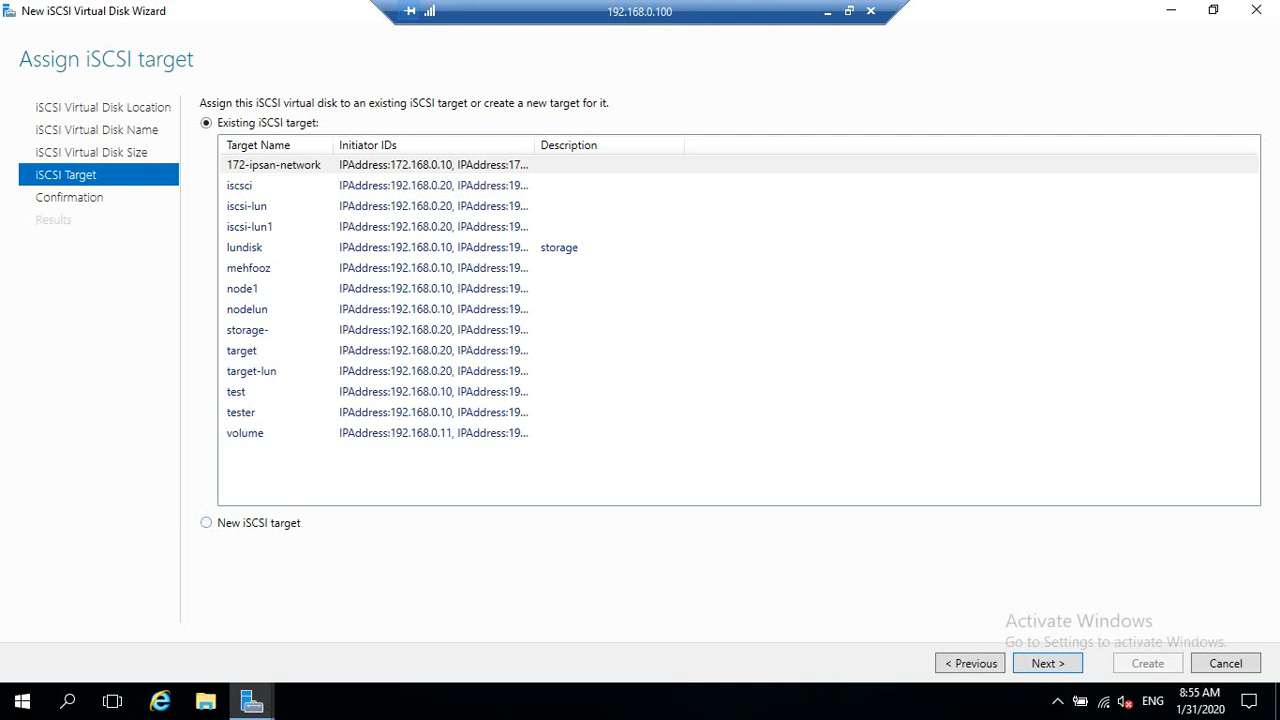 New iSCSI Virtual Disk Wizard
192.168.0.100
Assign iSCSI target
iSCSI Virtual Disk Location
iSCSI Virtual Disk Name
iSCSI Virtual Disk Size
iSCSI Target
Confirmation
Results
Assign this iSCSI virtual disk to an existing iSCSI target or create a new target for it.
Existing iSCSI target:
Target Name Initiator IDs Description
172-ipsan-network IPAddress:172.168.0.10, IPAddress:17...
iscsci IPAddress:192.168.0.20, IPAddress:19...
iscsi-lun IPAddress:192.168.0.20, IPAddress:19...
iscsi-lun1 IPAddress:192.168.0.20, IPAddress:19...
lundisk IPAddress:192.168.0.10, IPAddress:19... storage
mehfooz IPAddress:192.168.0.10, IPAddress:19...
node1 IPAddress:192.168.0.10, IPAddress:19...
nodelun IPAddress:192.168.0.10, IPAddress:19...
storage- IPAddress:192.168.0.20, IPAddress:19...
target IPAddress:192.168.0.20, IPAddress:19...
target-lun IPAddress:192.168.0.20, IPAddress:19...
test IPAddress:192.168.0.10, IPAddress:19...
tester IPAddress:192.168.0.10, IPAddress:19...
volume IPAddress:192.168.0.11, IPAddress:19...
New iSCSI target
Activate Windows
Go to Settings to activate Windows.
< Previous Next > Create Cancel
ENG
8:55 AM
1/31/2020